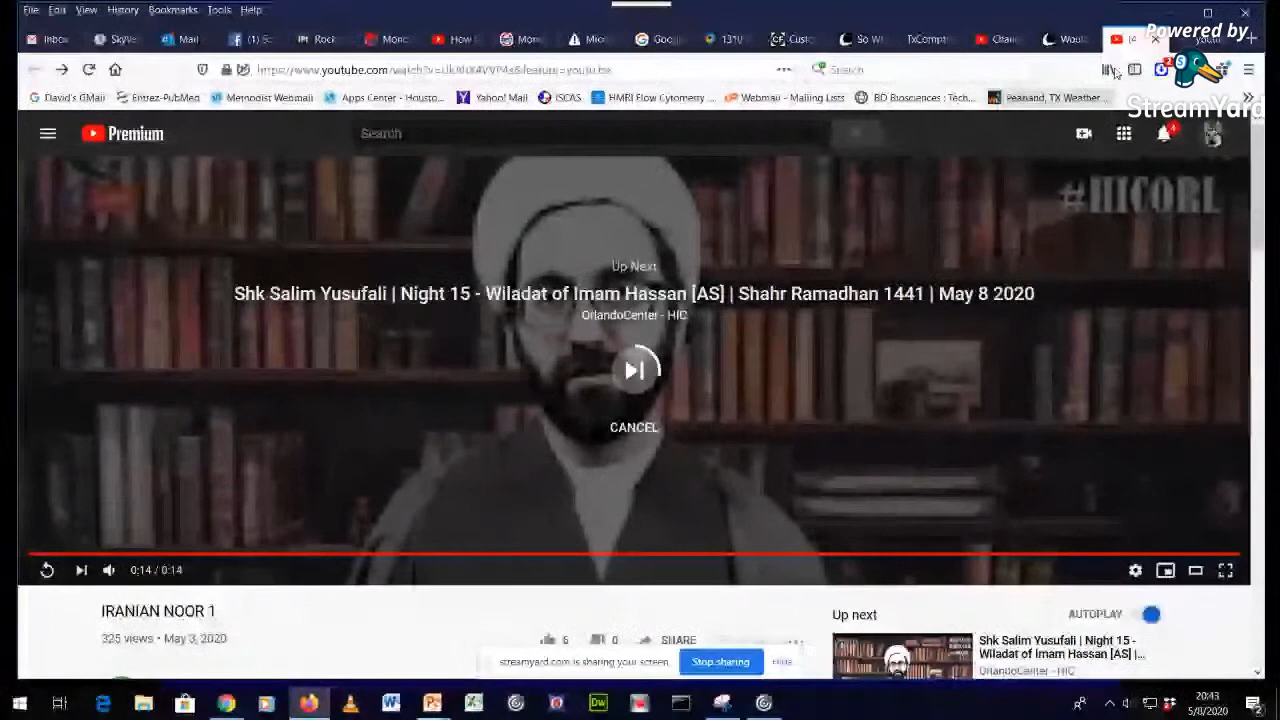 File Edit View History Bookmarks Tools Help
Powered by
StreamYard
Inbox
Mail
Search
David's GMail
Entrez-PubMed
Methodist Webmail
Apps Center - Housto...
Yahoo! Mail
ISCAS
HMRI Flow Cytometry ...
Webmail - Mailing Lists
BD Biosciences : Tech...
Pearland, TX Weather ...
Premium
Search
4
#HICORL
Up Next
Shk Salim Yusufali | Night 15 - Wiladat of Imam Hassan [AS] | Shahr Ramadhan 1441 | May 8 2020
OrlandoCenter - HIC
CANCEL
0:14 / 0:14
IRANIAN NOOR 1
325 views • May 3, 2020
6
0
SHARE
Up next
AUTOPLAY
Shk Salim Yusufali | Night 15 -
Wiladat of Imam Hassan [AS] |...
OrlandoCenter - HIC
streamyard.com is sharing your screen.
Stop sharing
Hide
20:43
5/8/2020
2